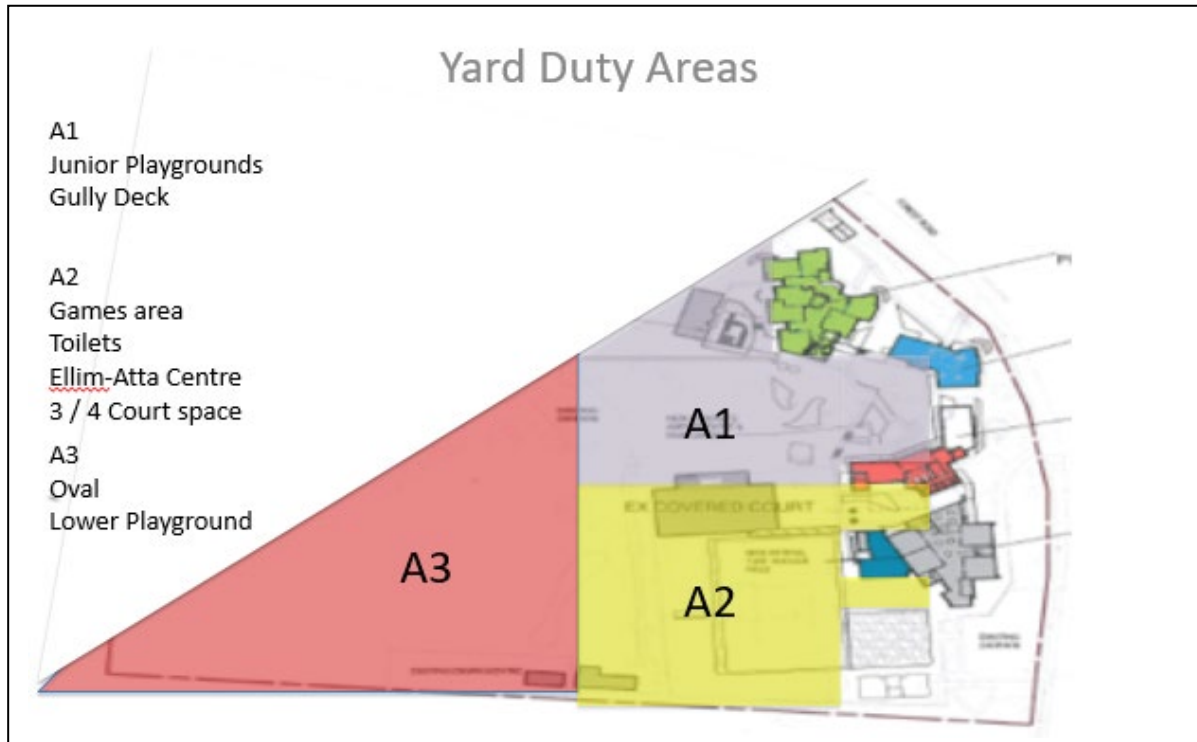 Yard Duty Areas
A1
Junior Playgrounds
Gully Deck
A2
Games area
Toilets
Ellim-Atta Centre
3 / 4 Court space
A3
Oval
Lower Playground
A1
EX COVERED COURT
A3
A2